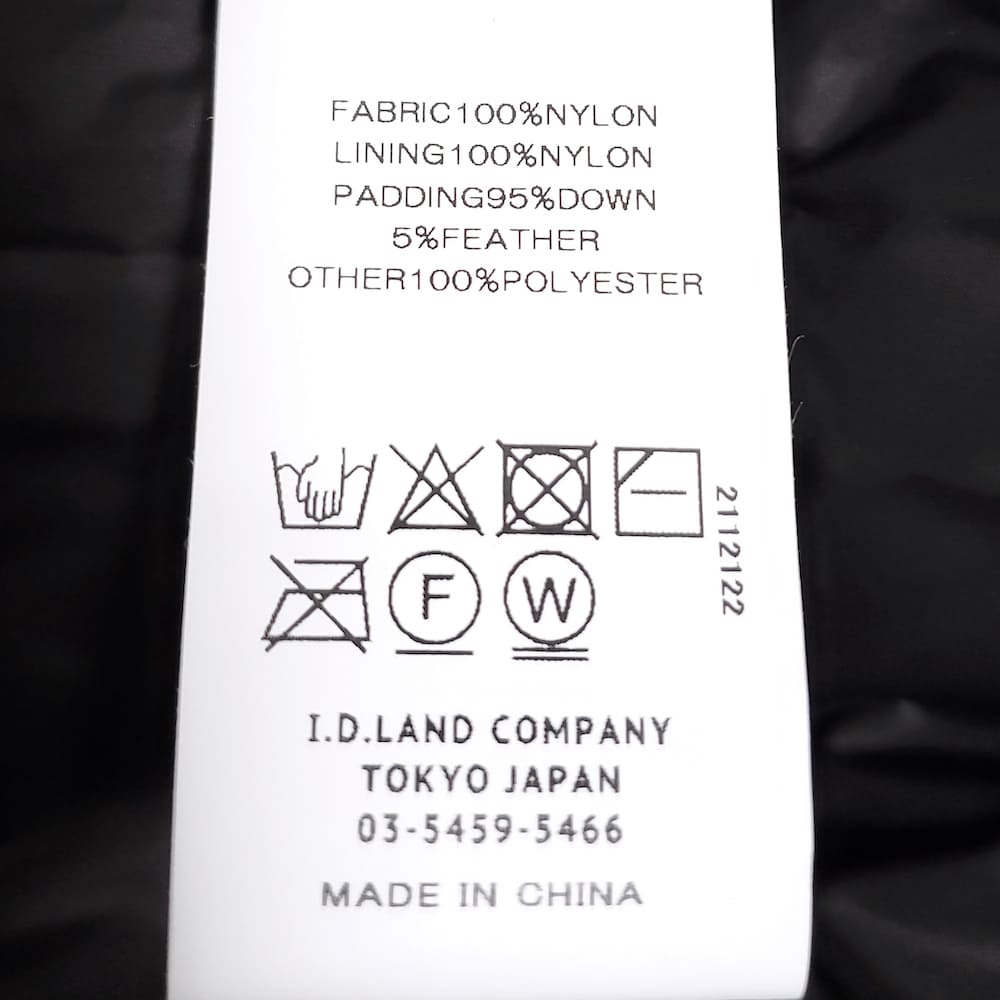 FABRIC100%NYLON
LINING100%NYLON
PADDING95%DOWN
5%FEATHER
OTHER100%POLYESTER
2112122
F
W
I.D.LAND COMPANY
TOKYO JAPAN
03-5459-5466
MADE IN CHINA